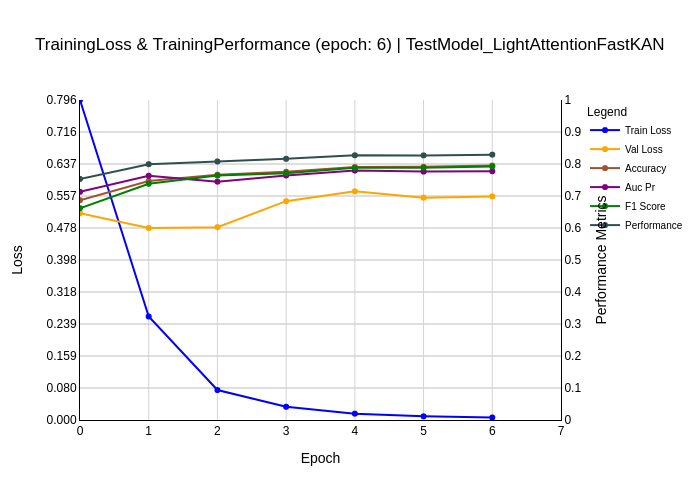 TrainingLoss & TrainingPerformance (epoch: 6) | TestModel_LightAttentionFastKAN
Legend
Train Loss
Val Loss
Accuracy
Auc Pr
F1 Score
Performance
Loss
0.796
0.716
0.637
0.557
0.478
0.398
0.318
0.239
0.159
0.080
0.000
1
0.9
0.8
0.7
0.6
0.5
0.4
0.3
0.2
0.1
0
Performance Metrics
0 1 2 3 4 5 6 7
Epoch